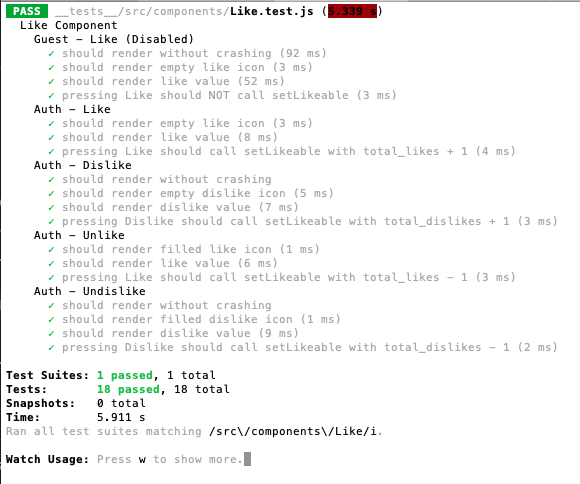 PASS __tests__/src/components/Like.test.js (5.339 s)
Like Component
Guest – Like (Disabled)
✓ should render without crashing (92 ms)
✓ should render empty like icon (3 ms)
✓ should render like value (52 ms)
✓ pressing Like should NOT call setLikeable (3 ms)
Auth – Like
✓ should render empty like icon (3 ms)
✓ should render like value (8 ms)
✓ pressing Like should call setLikeable with total_likes + 1 (4 ms)
Auth – Dislike
✓ should render without crashing
✓ should render empty dislike icon (5 ms)
✓ should render dislike value (7 ms)
✓ pressing Dislike should call setLikeable with total_dislikes + 1 (3 ms)
Auth – Unlike
✓ should render filled like icon (1 ms)
✓ should render like value (6 ms)
✓ pressing Like should call setLikeable with total_likes – 1 (3 ms)
Auth – Undislike
✓ should render without crashing
✓ should render filled dislike icon (1 ms)
✓ should render dislike value (9 ms)
✓ pressing Dislike should call setLikeable with total_dislikes – 1 (2 ms)
Test Suites: 1 passed, 1 total
Tests: 18 passed, 18 total
Snapshots: 0 total
Time: 5.911 s
Ran all test suites matching /src\/components\/Like/i.
Watch Usage: Press w to show more.